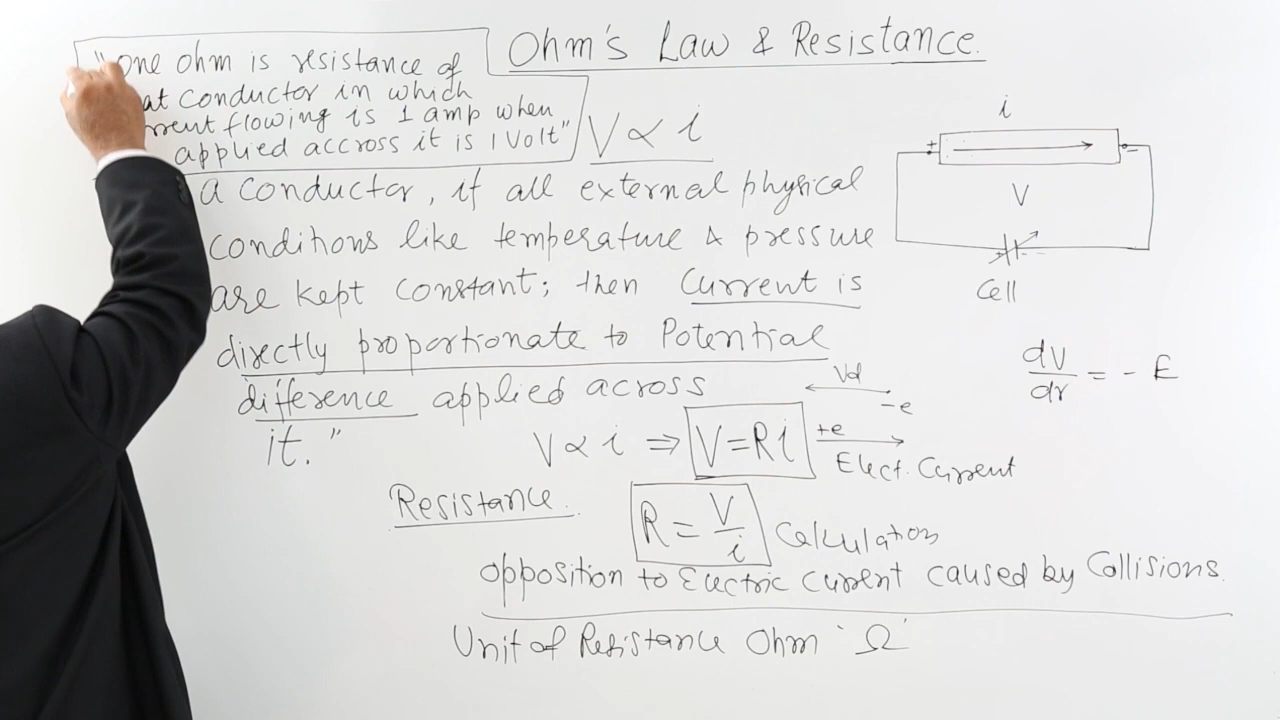 Ohm's Law & Resistance.
"One ohm is resistance of
at conductor in which
rrent flowing is 1 amp when
applied accross it is 1 Volt"
V ∝ i
a conductor, if all external physical
conditions like temperature & pressure
are kept constant; then Current is
directly proportionate to Potential
difference applied across
it."
i
+ -
V
Cell
dV/dr = - E
Vd
-e
V ∝ i ⇒ V = Ri
+e
Elect. Current
Resistance.
R = V/i Calculation
opposition to Electric Current caused by Collisions.
Unit of Resistance Ohm 'Ω'